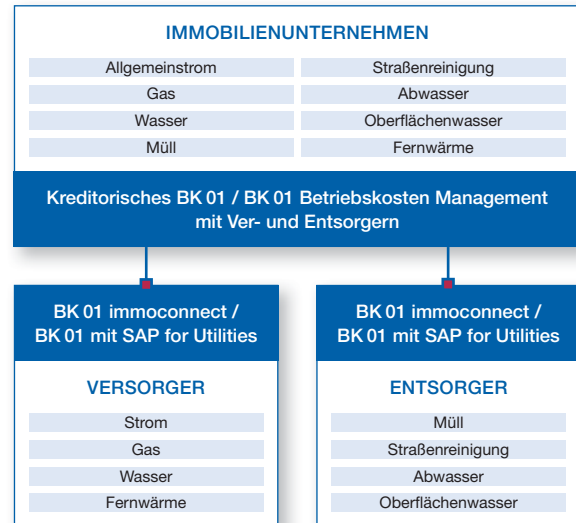 IMMOBILIENUNTERNEHMEN
Allgemeinstrom
Straßenreinigung
Gas
Abwasser
Wasser
Oberflächenwasser
Müll
Fernwärme
Kreditorisches BK 01 / BK 01 Betriebskosten Management
mit Ver- und Entsorgern
BK 01 immoconnect /
BK 01 mit SAP for Utilities
VERSORGER
Strom
Gas
Wasser
Fernwärme
BK 01 immoconnect /
BK 01 mit SAP for Utilities
ENTSORGER
Müll
Straßenreinigung
Abwasser
Oberflächenwasser